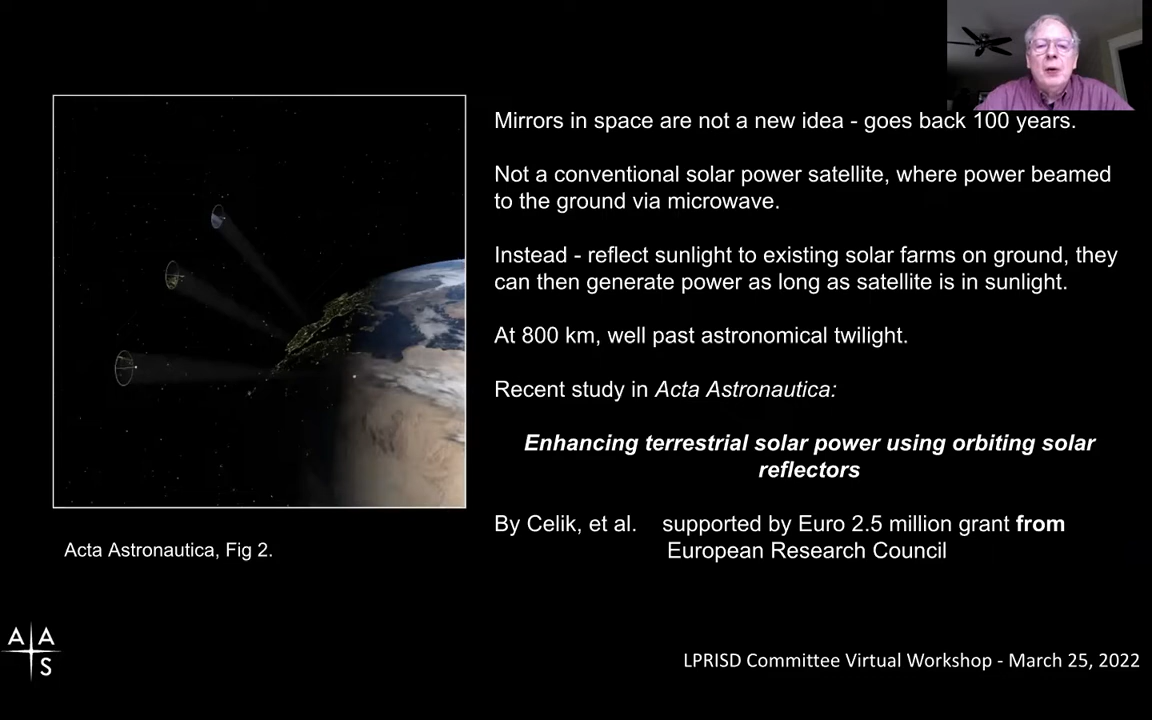 Mirrors in space are not a new idea - goes back 100 years.
Not a conventional solar power satellite, where power beamed
to the ground via microwave.
Instead - reflect sunlight to existing solar farms on ground, they
can then generate power as long as satellite is in sunlight.
At 800 km, well past astronomical twilight.
Recent study in Acta Astronautica:
Enhancing terrestrial solar power using orbiting solar
reflectors
By Celik, et al. supported by Euro 2.5 million grant from
European Research Council
Acta Astronautica, Fig 2.
A A
S
LPRISD Committee Virtual Workshop - March 25, 2022